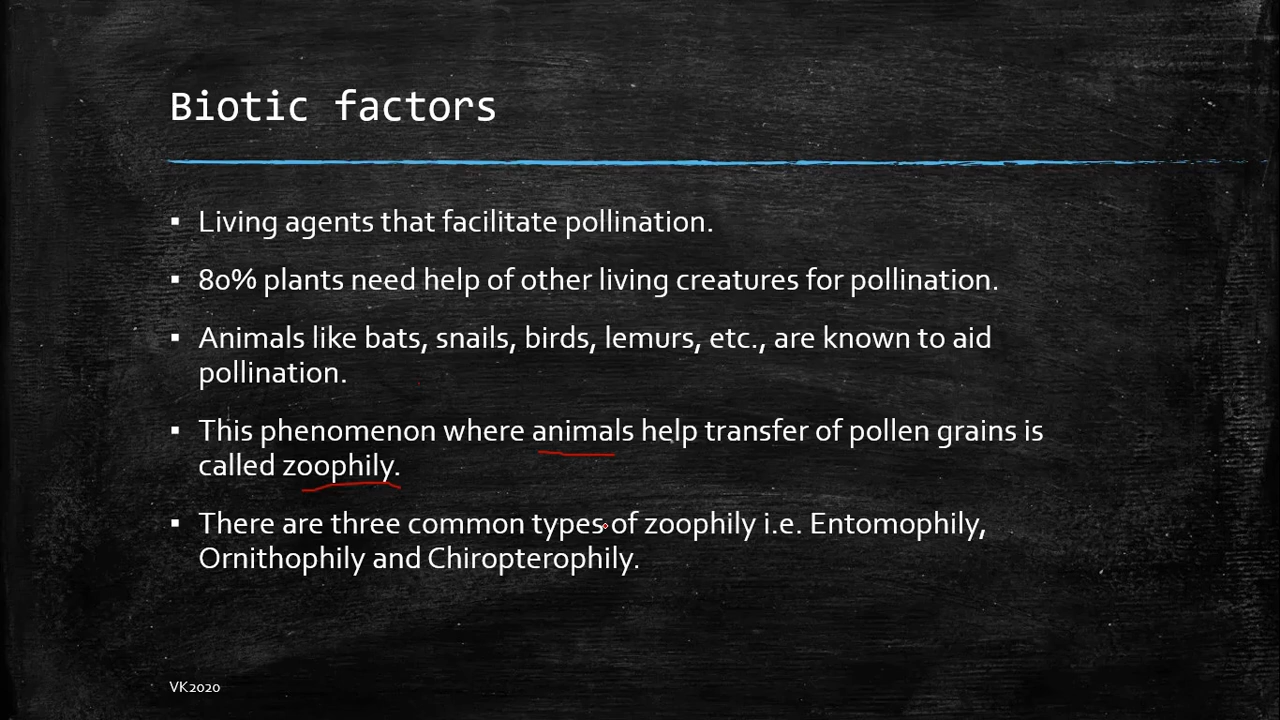 Biotic factors
▪ Living agents that facilitate pollination.
▪ 80% plants need help of other living creatures for pollination.
▪ Animals like bats, snails, birds, lemurs, etc., are known to aid
pollination.
▪ This phenomenon where animals help transfer of pollen grains is
called zoophily.
▪ There are three common types of zoophily i.e. Entomophily,
Ornithophily and Chiropterophily.
VK2020